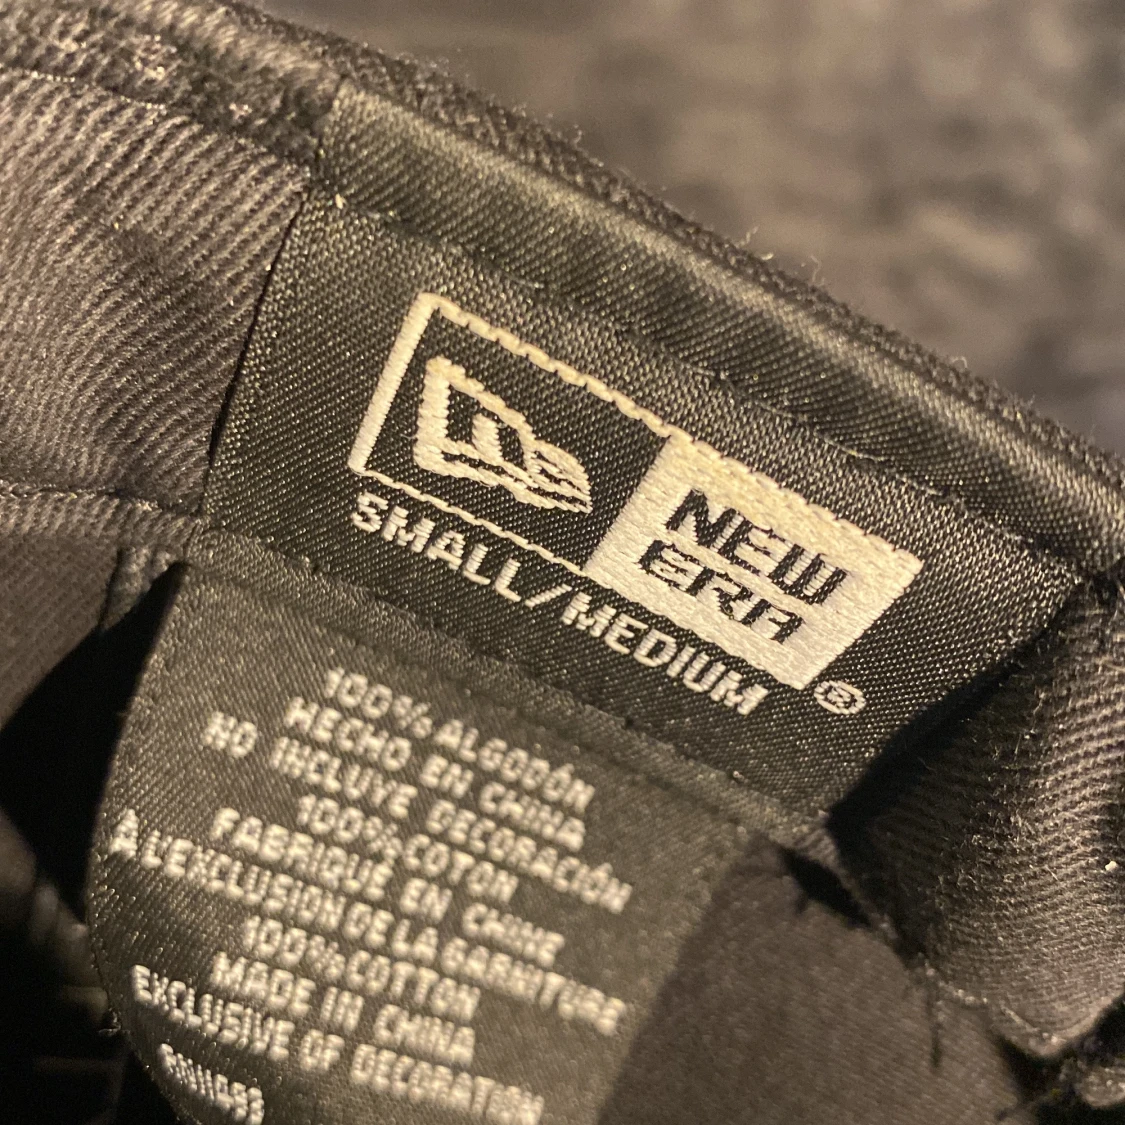 NEW
ERA
®
SMALL/MEDIUM
100% ALGODÓN
HECHO EN CHINA
NO INCLUYE DECORACIÓN
100% COTON
FABRIQUÉ EN CHINE
À L'EXCLUSION DE LA GARNITURE
100% COTTON
MADE IN CHINA
EXCLUSIVE OF DECORATION